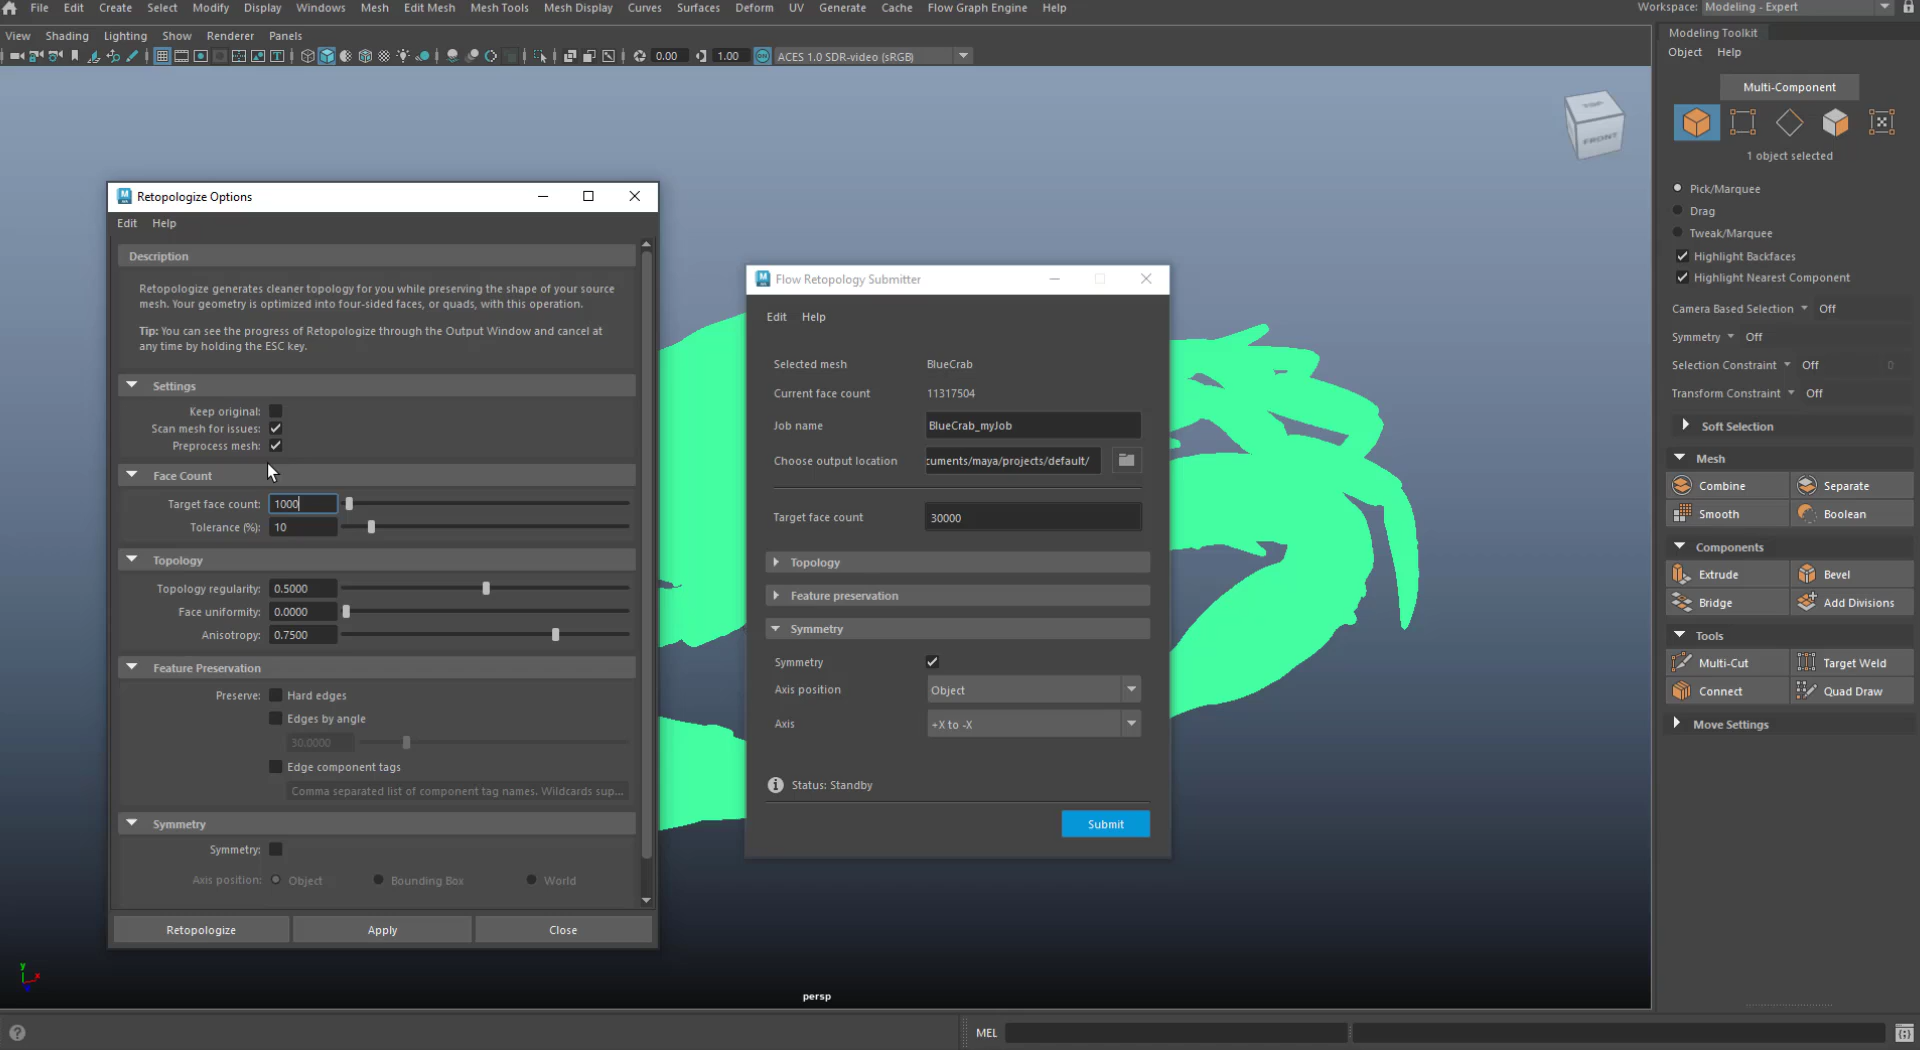 File Edit Create Select Modify Display Windows Mesh Edit Mesh Mesh Tools Mesh Display Curves Surfaces Deform UV Generate Cache Flow Graph Engine Help
Workspace: Modeling - Expert
View Shading Lighting Show Renderer Panels
0.00 1.00 ACES 1.0 SDR-video (sRGB)
TOP
FRONT
Retopologize Options
Edit Help
Description
Retopologize generates cleaner topology for you while preserving the shape of your source
mesh. Your geometry is optimized into four-sided faces, or quads, with this operation.
Tip: You can see the progress of Retopologize through the Output Window and cancel at
any time by holding the ESC key.
Settings
Keep original:
Scan mesh for issues:
Preprocess mesh:
Face Count
Target face count: 1000
Tolerance (%): 10
Topology
Topology regularity: 0.5000
Face uniformity: 0.0000
Anisotropy: 0.7500
Feature Preservation
Preserve: Hard edges
Edges by angle
30.0000
Edge component tags
Comma separated list of component tag names. Wildcards sup...
Symmetry
Symmetry:
Axis position: Object Bounding Box World
Retopologize Apply Close
Flow Retopology Submitter
Edit Help
Selected mesh BlueCrab
Current face count 11317504
Job name BlueCrab_myJob
Choose output location cuments/maya/projects/default/
Target face count 30000
Topology
Feature preservation
Symmetry
Symmetry
Axis position Object
Axis +X to -X
Status: Standby
Submit
Modeling Toolkit
Object Help
Multi-Component
1 object selected
Pick/Marquee
Drag
Tweak/Marquee
Highlight Backfaces
Highlight Nearest Component
Camera Based Selection Off
Symmetry Off
Selection Constraint Off 0
Transform Constraint Off
Soft Selection
Mesh
Combine Separate
Smooth Boolean
Components
Extrude Bevel
Bridge Add Divisions
Tools
Multi-Cut Target Weld
Connect Quad Draw
Move Settings
y
x
persp
MEL